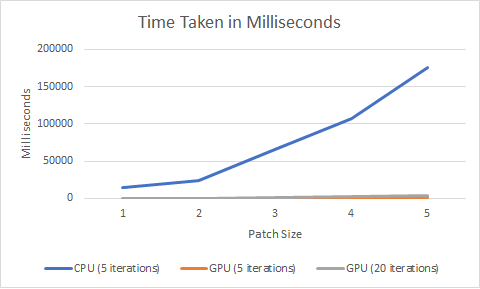 Time Taken in Milliseconds
200000
150000
100000
50000
0
Milliseconds
1 2 3 4 5
Patch Size
CPU (5 iterations) GPU (5 iterations) GPU (20 iterations)